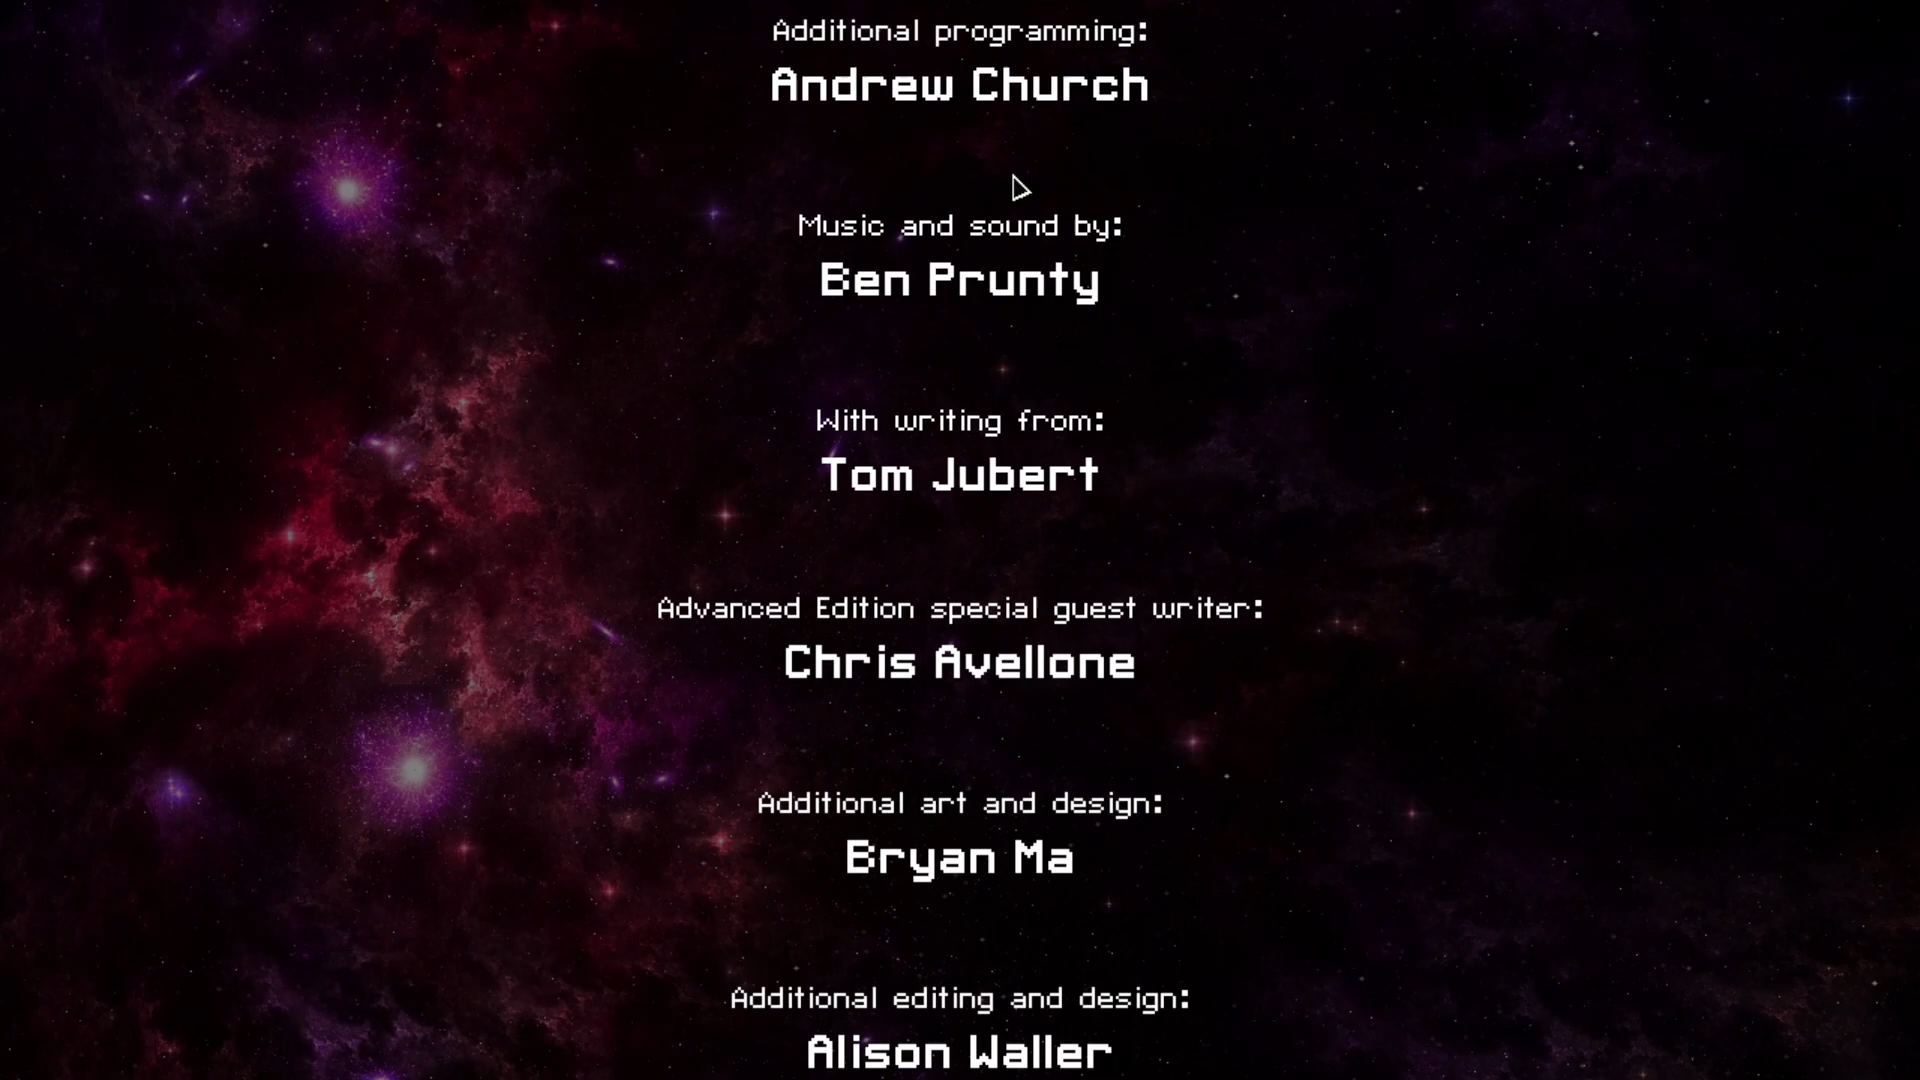 Additional programming:
Andrew Church
Music and sound by:
Ben Prunty
With writing from:
Tom Jubert
Advanced Edition special guest writer:
Chris Avellone
Additional art and design:
Bryan Ma
Additional editing and design:
Alison Waller